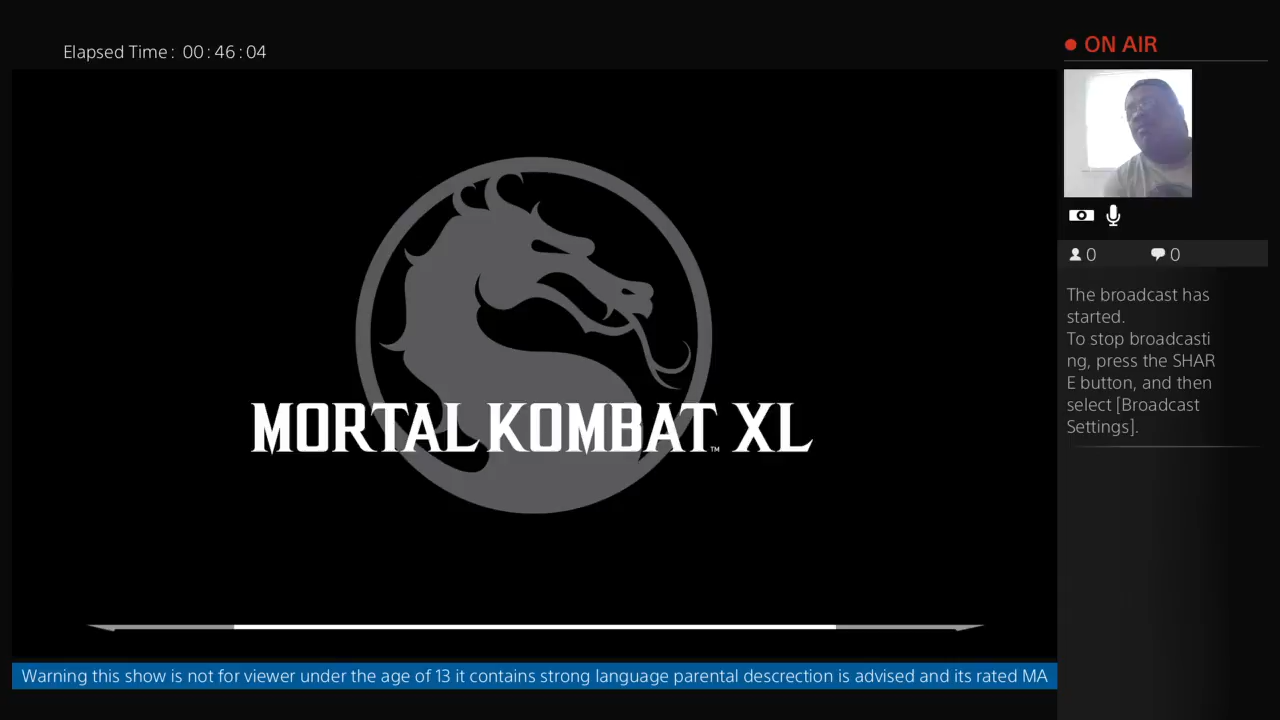 Elapsed Time: 00:46:04
ON AIR
0 0
The broadcast has
started.
To stop broadcasti
ng, press the SHAR
E button, and then
select [Broadcast
Settings].
MORTAL KOMBAT™ XL
Warning this show is not for viewer under the age of 13 it contains strong language parental descrection is advised and its rated MA